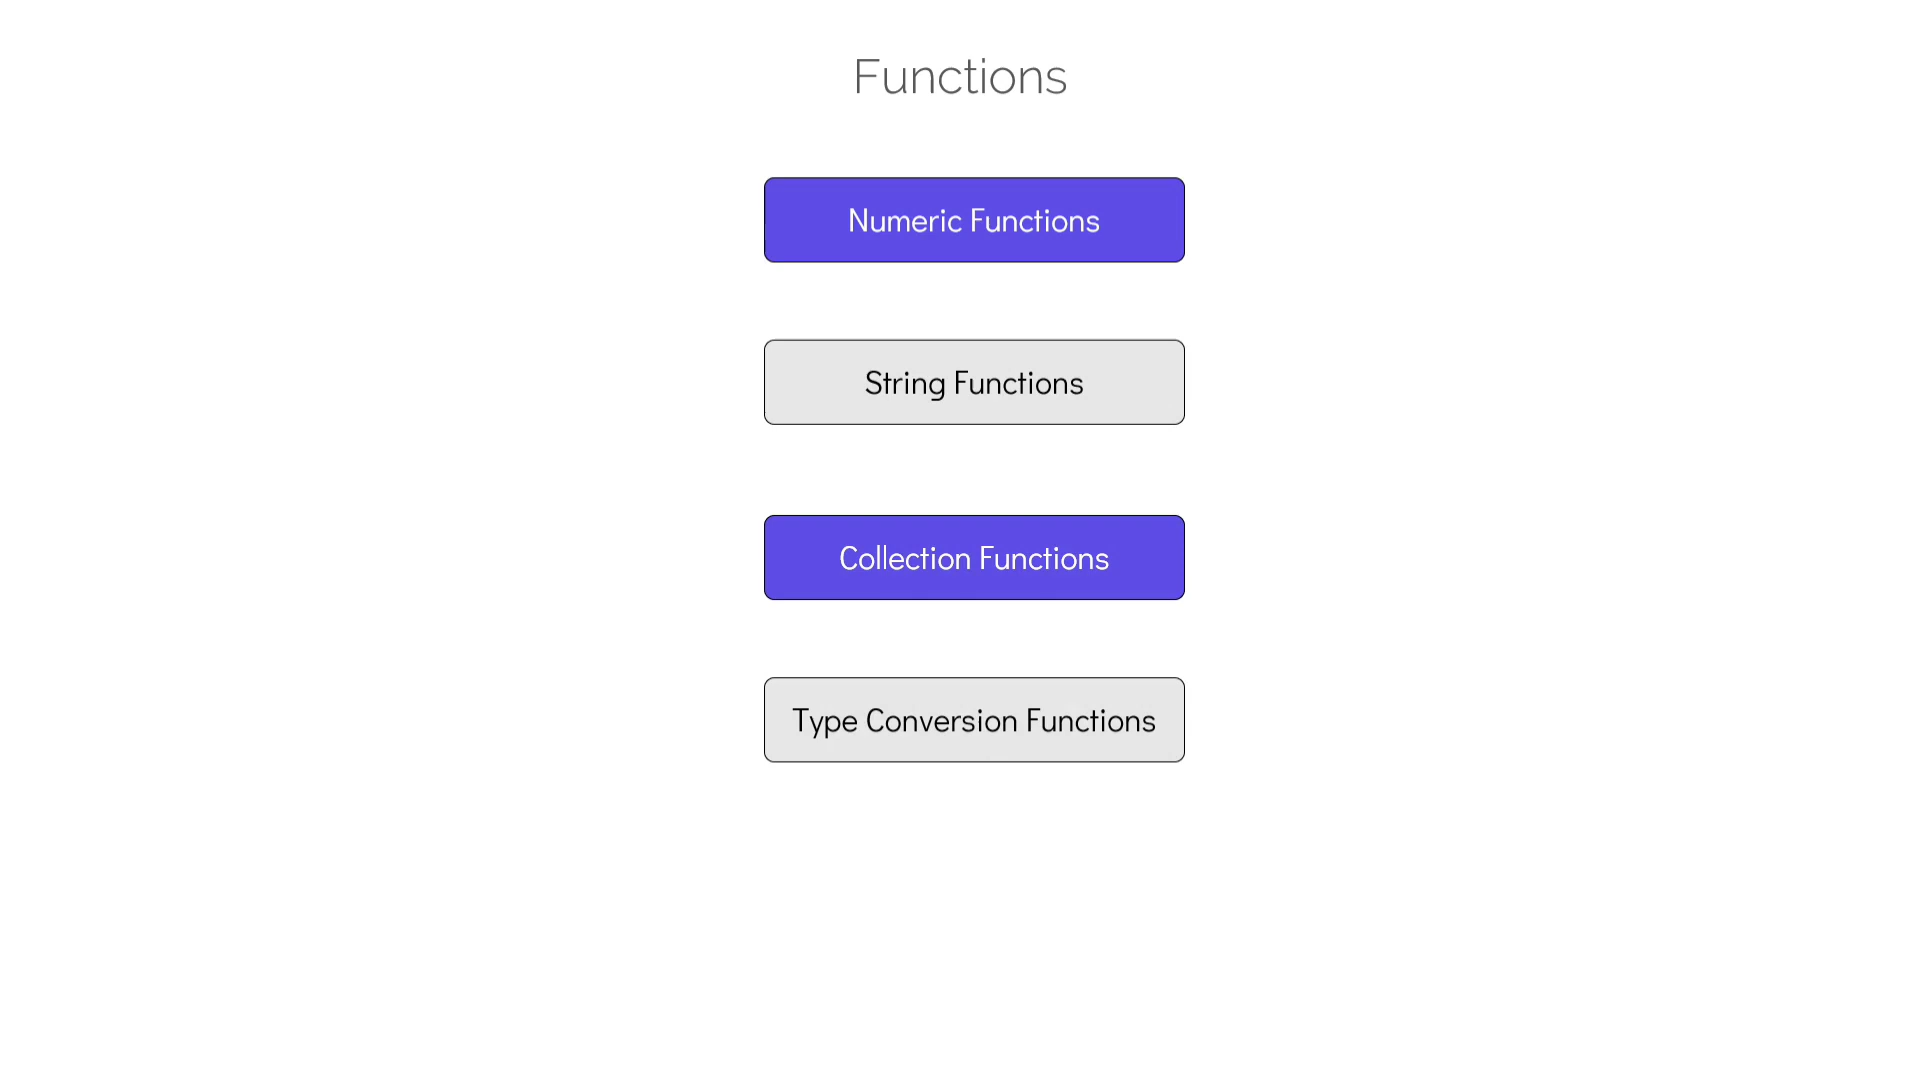 Functions
Numeric Functions
String Functions
Collection Functions
Type Conversion Functions